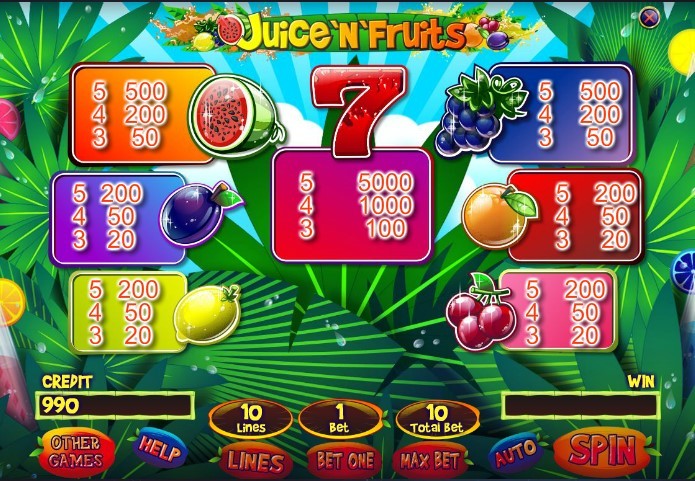 Juice 'N' Fruits
5 500
4 200
3 50
7
5 5000
4 1000
3 100
5 500
4 200
3 50
5 200
4 50
3 20
5 200
4 50
3 20
5 200
4 50
3 20
5 200
4 50
3 20
CREDIT
990
WIN
10
Lines
1
Bet
10
Total Bet
OTHER
GAMES
HELP
LINES
BET ONE
MAX BET
AUTO
SPIN